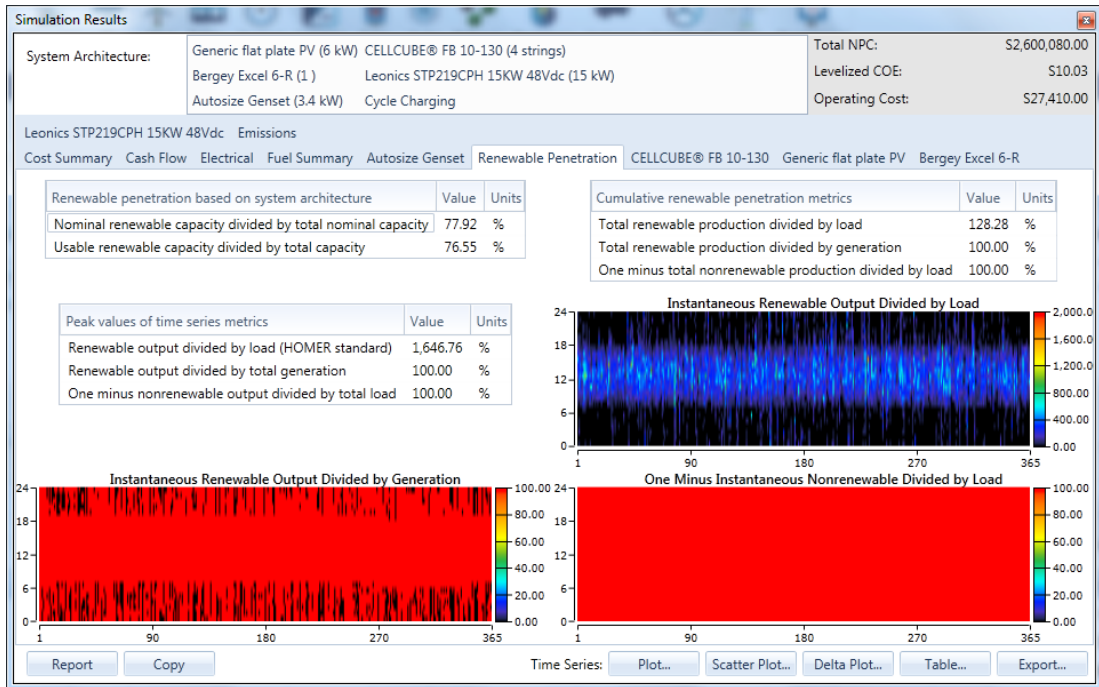 Simulation Results
System Architecture:
Generic flat plate PV (6 kW) CELLCUBE® FB 10-130 (4 strings)
Bergey Excel 6-R (1 ) Leonics STP219CPH 15KW 48Vdc (15 kW)
Autosize Genset (3.4 kW) Cycle Charging
Total NPC: S2,600,080.00
Levelized COE: S10.03
Operating Cost: S27,410.00
Leonics STP219CPH 15KW 48Vdc Emissions
Cost Summary Cash Flow Electrical Fuel Summary Autosize Genset Renewable Penetration CELLCUBE® FB 10-130 Generic flat plate PV Bergey Excel 6-R
Renewable penetration based on system architecture Value Units
Nominal renewable capacity divided by total nominal capacity 77.92 %
Usable renewable capacity divided by total capacity 76.55 %
Cumulative renewable penetration metrics Value Units
Total renewable production divided by load 128.28 %
Total renewable production divided by generation 100.00 %
One minus total nonrenewable production divided by load 100.00 %
Peak values of time series metrics Value Units
Renewable output divided by load (HOMER standard) 1,646.76 %
Renewable output divided by total generation 100.00 %
One minus nonrenewable output divided by total load 100.00 %
Instantaneous Renewable Output Divided by Load
24 2,000.0
18 1,600.0
12 1,200.0
800.00
6 400.00
0 0.00
1 90 180 270 365
Instantaneous Renewable Output Divided by Generation
24 100.00
18 80.00
12 60.00
40.00
6 20.00
0 0.00
1 90 180 270 365
One Minus Instantaneous Nonrenewable Divided by Load
24 100.00
18 80.00
12 60.00
40.00
6 20.00
0 0.00
1 90 180 270 365
Report Copy Time Series: Plot... Scatter Plot... Delta Plot... Table... Export...